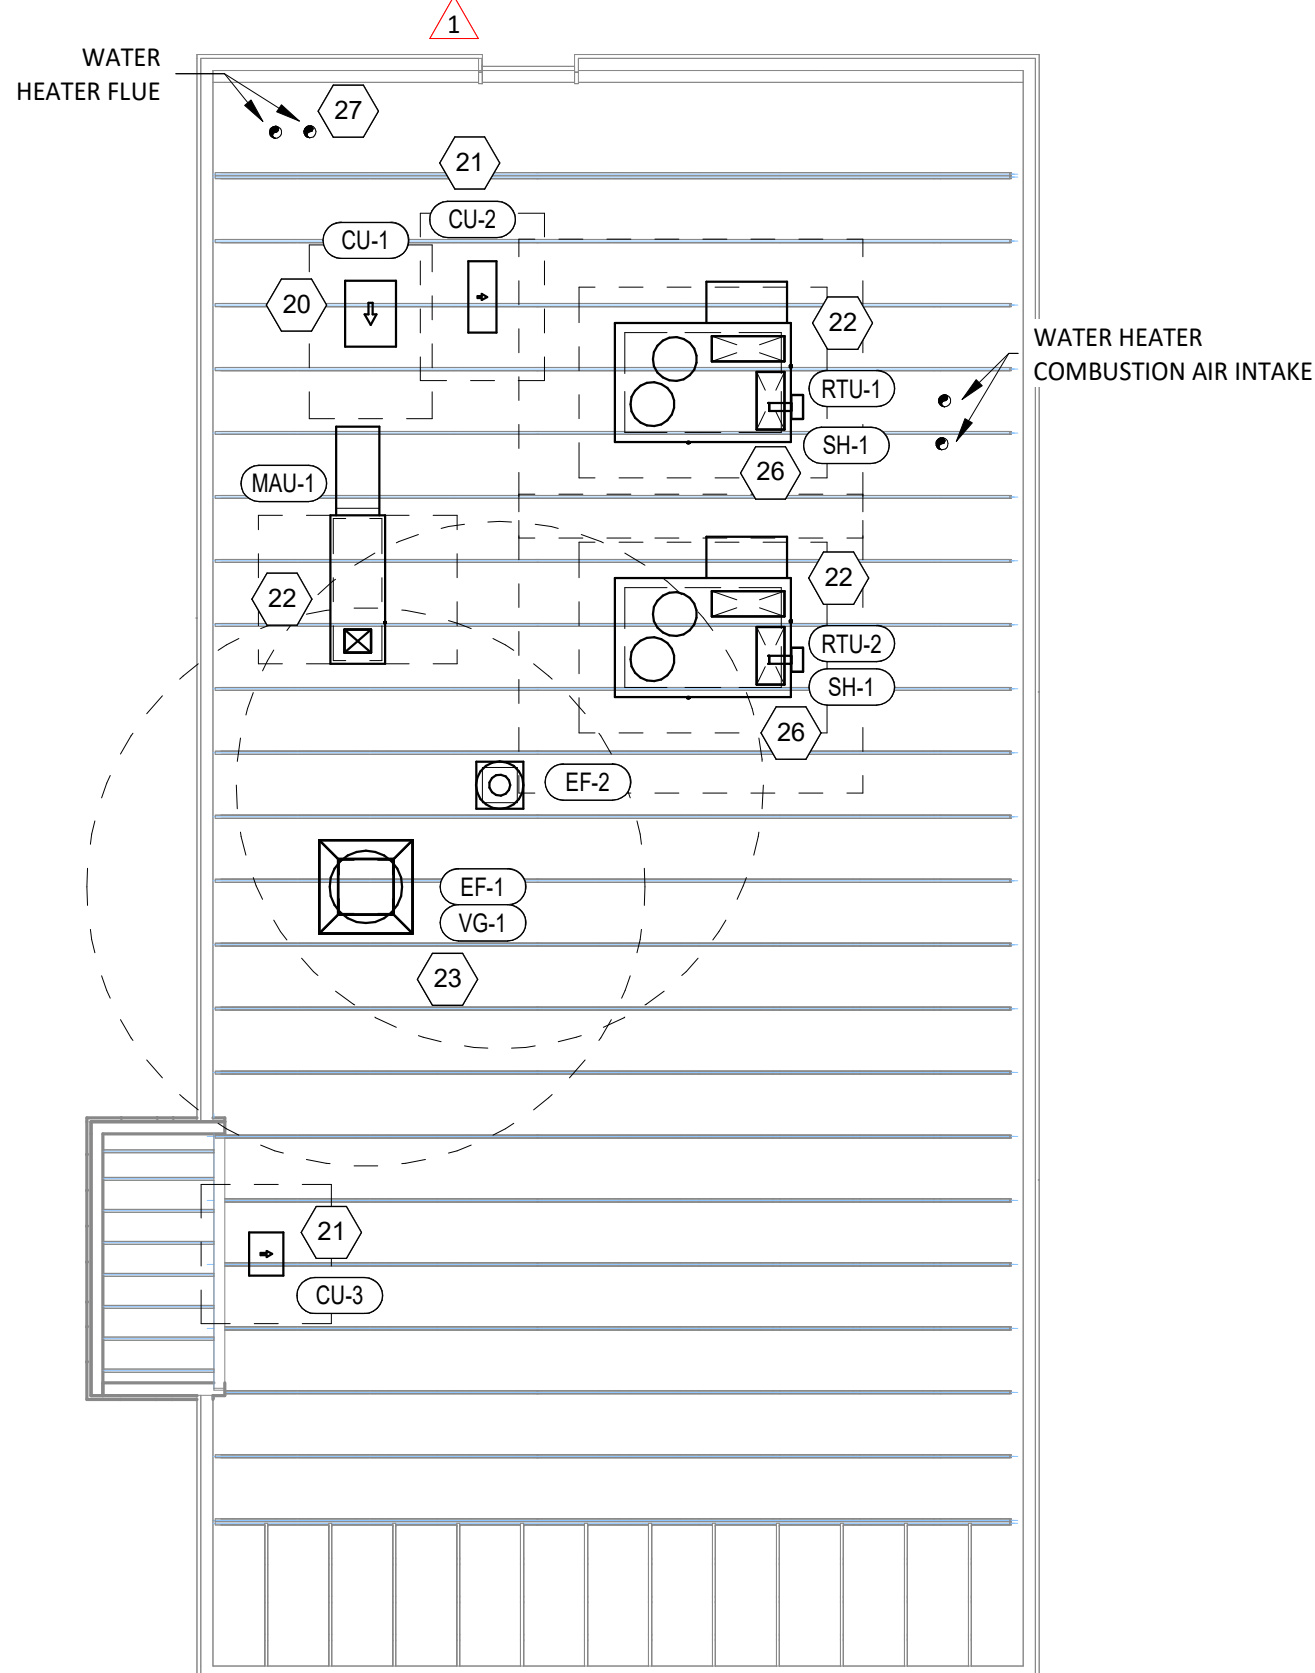 1
WATER
HEATER FLUE
27
21
CU-2
CU-1
20
22
WATER HEATER
COMBUSTION AIR INTAKE
RTU-1
SH-1
26
MAU-1
22
22
RTU-2
SH-1
26
EF-2
EF-1
VG-1
23
21
CU-3